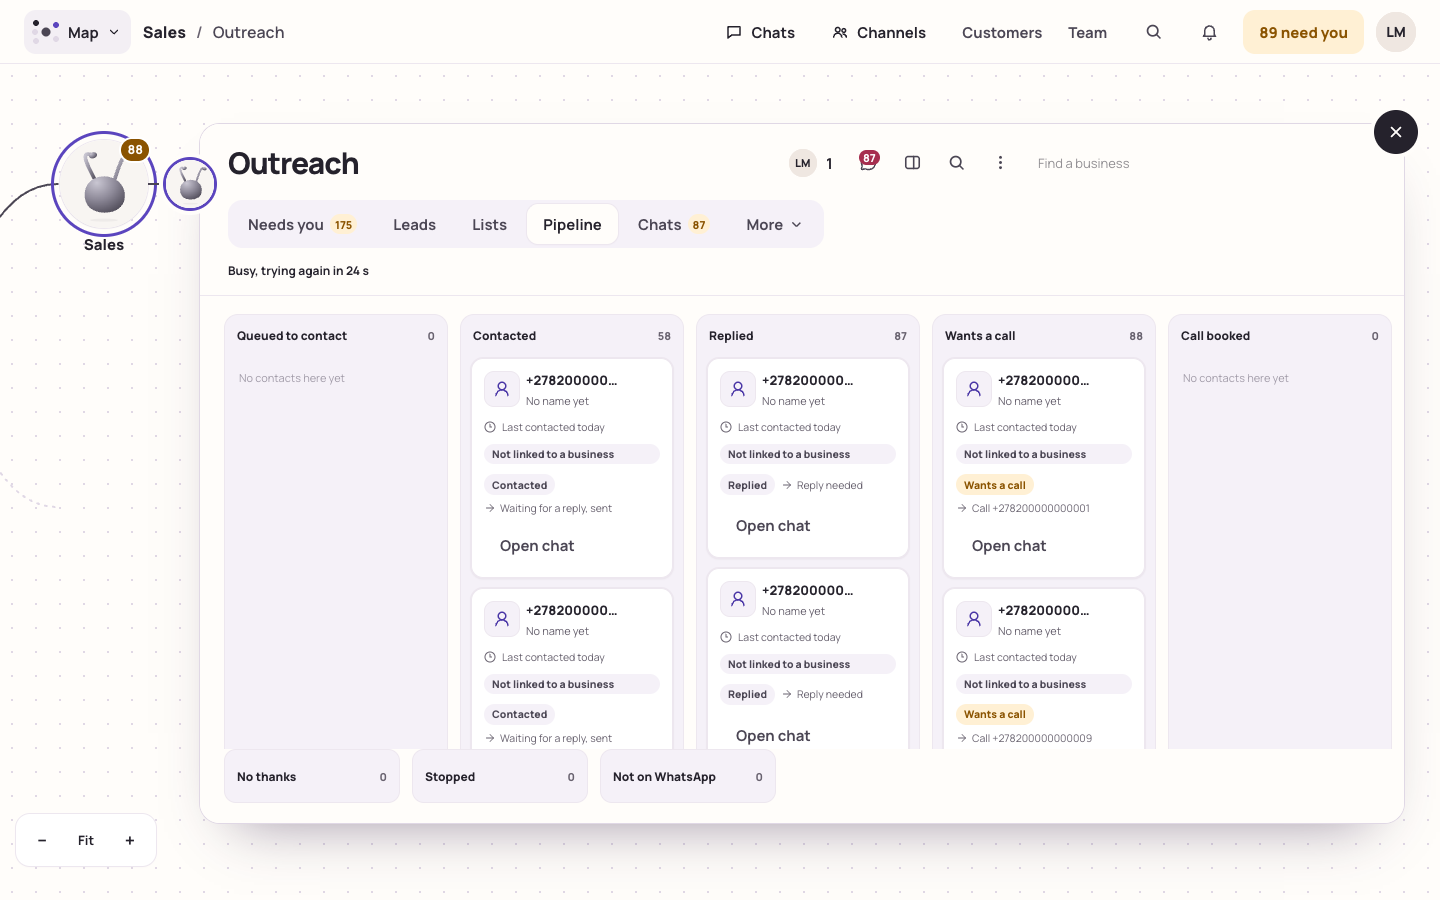 Map
Sales / Outreach
Chats
Channels
Customers
Team
89 need you
LM
88
Sales
Outreach
LM 1
87
Find a business
Needs you 175
Leads
Lists
Pipeline
Chats 87
More
Busy, trying again in 24 s
Queued to contact 0
No contacts here yet
Contacted 58
+278200000...
No name yet
Last contacted today
Not linked to a business
Contacted
Waiting for a reply, sent
Open chat
+278200000...
No name yet
Last contacted today
Not linked to a business
Contacted
Waiting for a reply, sent
Replied 87
+278200000...
No name yet
Last contacted today
Not linked to a business
Replied
Reply needed
Open chat
+278200000...
No name yet
Last contacted today
Not linked to a business
Replied
Reply needed
Open chat
Wants a call 88
+278200000...
No name yet
Last contacted today
Not linked to a business
Wants a call
Call +278200000000001
Open chat
+278200000...
No name yet
Last contacted today
Not linked to a business
Wants a call
Call +278200000000009
Call booked 0
No contacts here yet
No thanks 0
Stopped 0
Not on WhatsApp 0
− Fit +